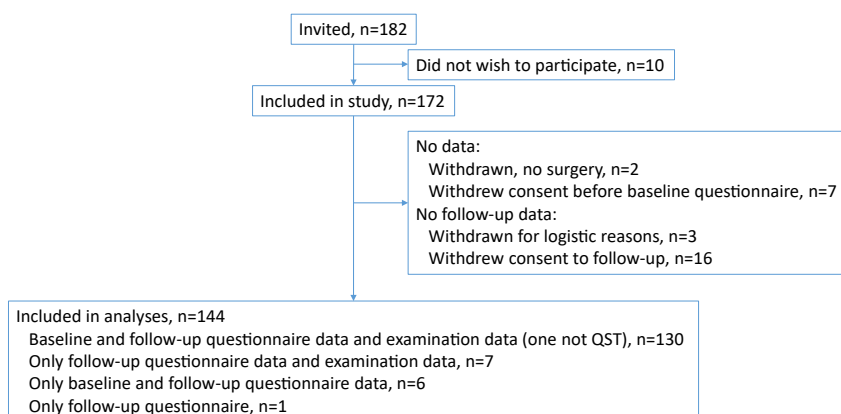 Invited, n=182
Did not wish to participate, n=10
Included in study, n=172
No data:
Withdrawn, no surgery, n=2
Withdrew consent before baseline questionnaire, n=7
No follow-up data:
Withdrawn for logistic reasons, n=3
Withdrew consent to follow-up, n=16
Included in analyses, n=144
Baseline and follow-up questionnaire data and examination data (one not QST), n=130
Only follow-up questionnaire data and examination data, n=7
Only baseline and follow-up questionnaire data, n=6
Only follow-up questionnaire, n=1